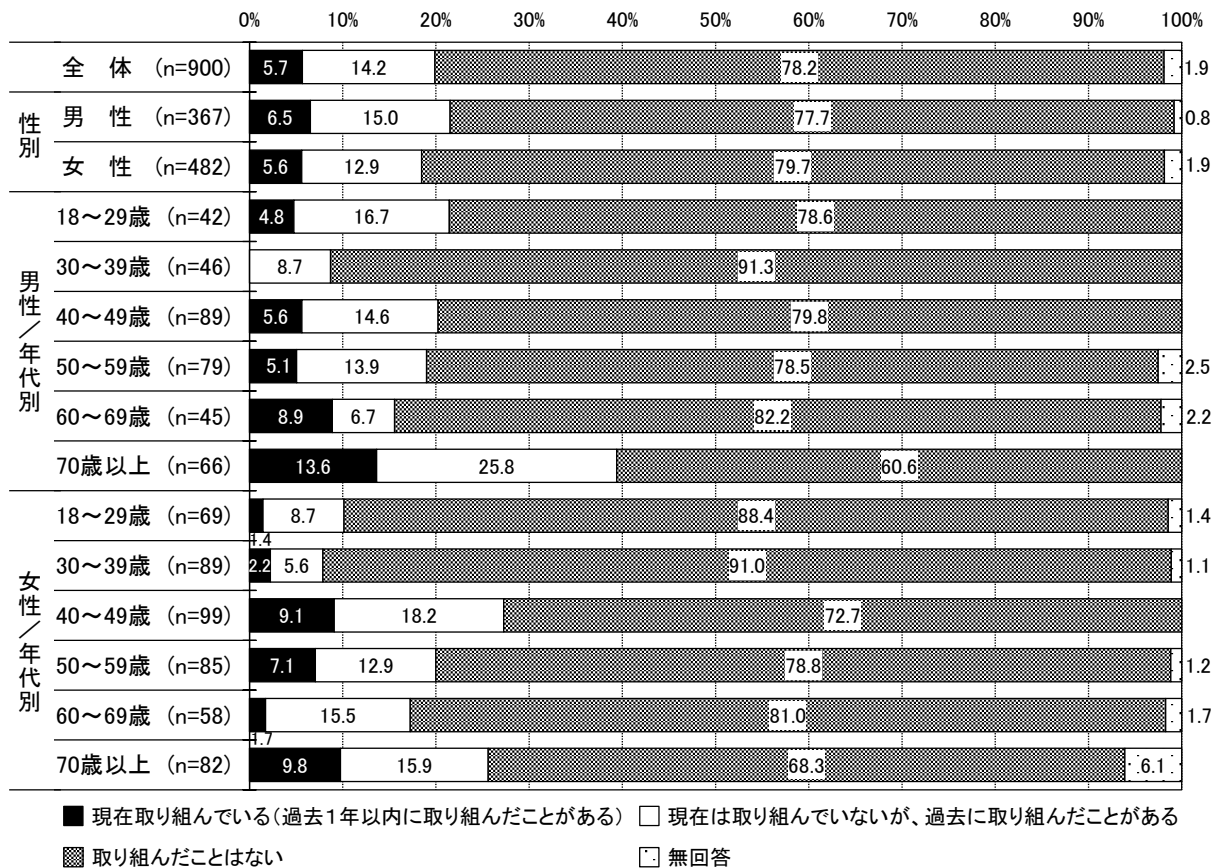 0% 10% 20% 30% 40% 50% 60% 70% 80% 90% 100%
全 体 (n=900) 5.7 14.2 78.2 1.9
性別
男 性 (n=367) 6.5 15.0 77.7 0.8
女 性 (n=482) 5.6 12.9 79.7 1.9
男性／年代別
18～29歳 (n=42) 4.8 16.7 78.6
30～39歳 (n=46) 8.7 91.3
40～49歳 (n=89) 5.6 14.6 79.8
50～59歳 (n=79) 5.1 13.9 78.5 2.5
60～69歳 (n=45) 8.9 6.7 82.2 2.2
70歳以上 (n=66) 13.6 25.8 60.6
女性／年代別
18～29歳 (n=69) 1.4 8.7 88.4 1.4
30～39歳 (n=89) 2.2 5.6 91.0 1.1
40～49歳 (n=99) 9.1 18.2 72.7
50～59歳 (n=85) 7.1 12.9 78.8 1.2
60～69歳 (n=58) 1.7 15.5 81.0 1.7
70歳以上 (n=82) 9.8 15.9 68.3 6.1
現在取り組んでいる(過去１年以内に取り組んだことがある) 現在は取り組んでいないが、過去に取り組んだことがある
取り組んだことはない 無回答